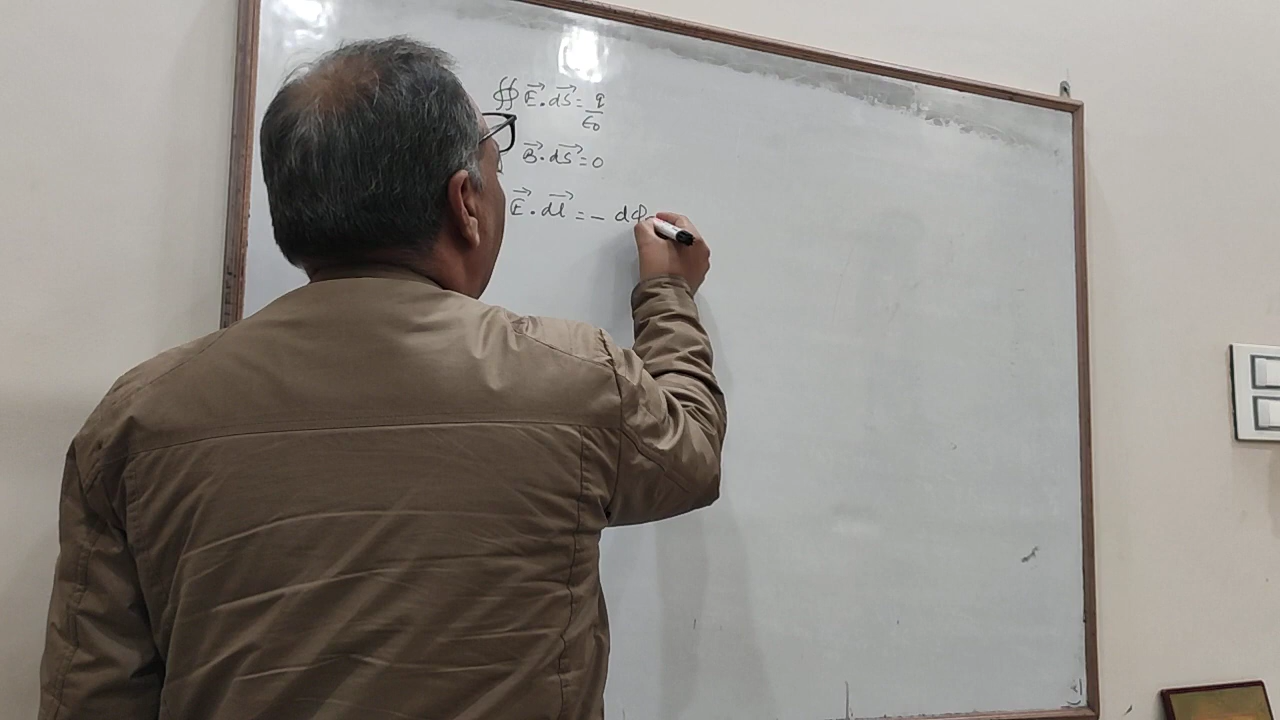 ∯ E⃗.dS⃗ = q/ε₀
B⃗.dS⃗ = 0
E⃗.dl⃗ = - dΦ